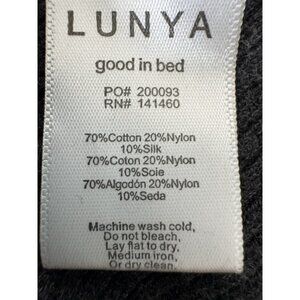 LUNYA
good in bed
PO# 200093
RN# 141460
70%Cotton 20%Nylon
10%Silk
70%Coton 20%Nylon
10%Soie
70%Algodón 20%Nylon
10%Seda
Machine wash cold,
Do not bleach,
Lay flat to dry,
Medium iron,
Or dry clean.